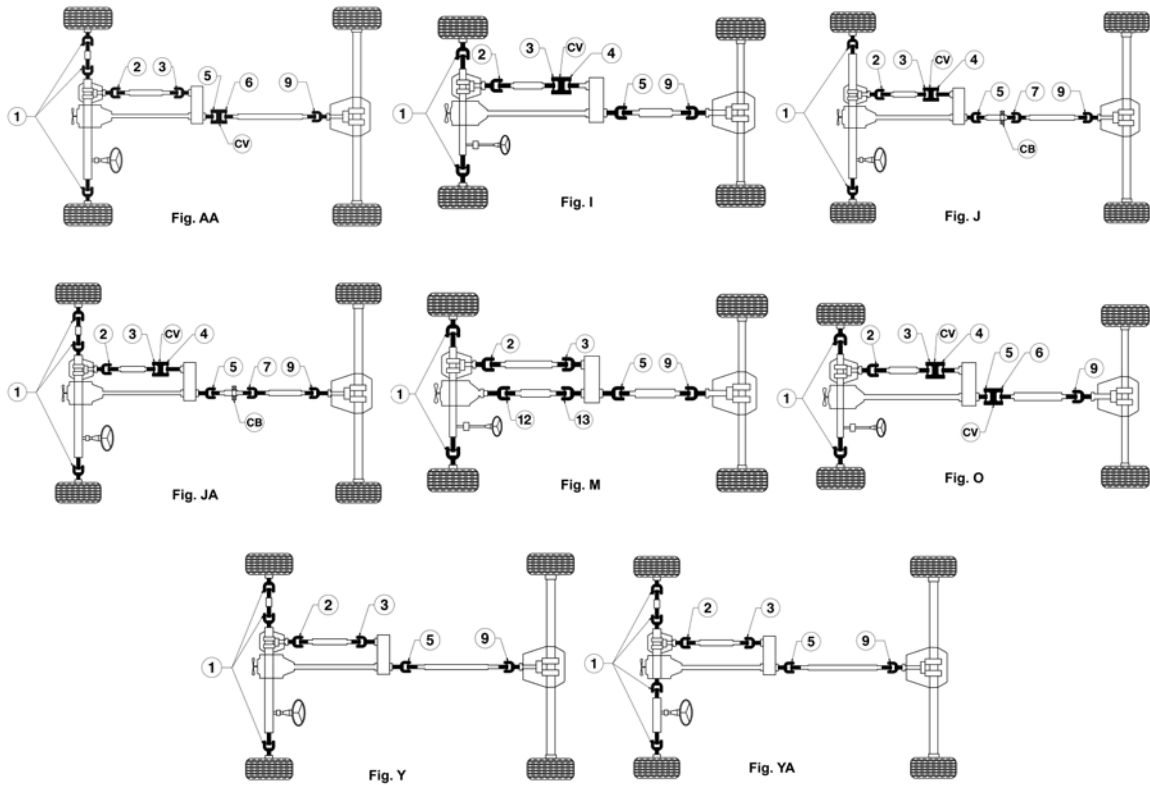 2 3 5 6 9
1
CV
Fig. AA
2 3 CV 4 5 9
1
Fig. I
2 3 CV 4 5 7 9
1
CB
Fig. J
2 3 CV 4 5 7 9
1
CB
Fig. JA
2 3 5 9
1
12 13
Fig. M
2 3 CV 4 5 6 9
1
CV
Fig. O
2 3 5 9
1
Fig. Y
2 3 5 9
1
Fig. YA